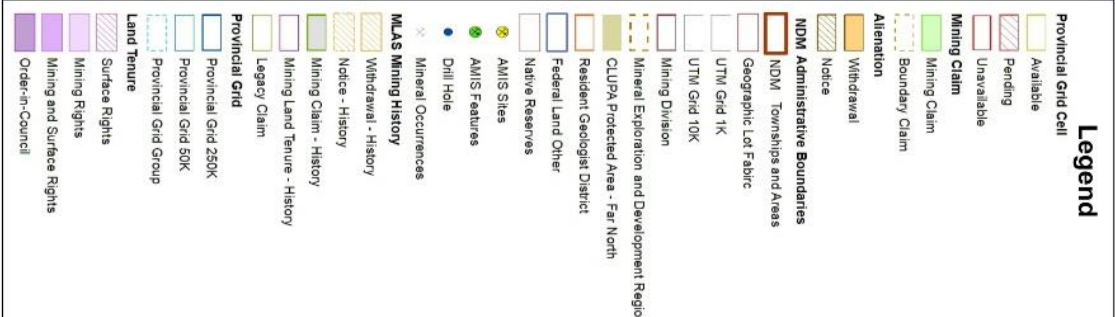 Legend
Provincial Grid Cell
Available
Pending
Unavailable
Mining Claim
Mining Claim
Boundary Claim
Alienation
Withdrawal
Notice
NDM Administrative Boundaries
NDM Townships and Areas
Geographic Lot Fabirc
UTM Grid 1K
UTM Grid 10K
Mining Division
Mineral Exploration and Development Regio
CLUPA Protected Area - Far North
Resident Geologist District
Federal Land Other
Native Reserves
AMIS Sites
AMIS Features
Drill Hole
Mineral Occurrences
MLAS Mining History
Withdrawal - History
Notice - History
Mining Claim - History
Mining Land Tenure - History
Legacy Claim
Provincial Grid
Provincial Grid 250K
Provincial Grid 50K
Provincial Grid Group
Land Tenure
Surface Rights
Mining Rights
Mining and Surface Rights
Order-in-Council